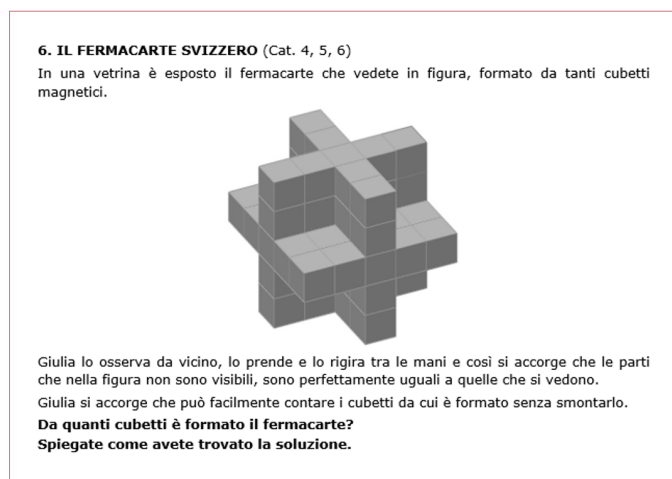 6. IL FERMACARTE SVIZZERO (Cat. 4, 5, 6)
In una vetrina è esposto il fermacarte che vedete in figura, formato da tanti cubetti
magnetici.
Giulia lo osserva da vicino, lo prende e lo rigira tra le mani e così si accorge che le parti
che nella figura non sono visibili, sono perfettamente uguali a quelle che si vedono.
Giulia si accorge che può facilmente contare i cubetti da cui è formato senza smontarlo.
Da quanti cubetti è formato il fermacarte?
Spiegate come avete trovato la soluzione.